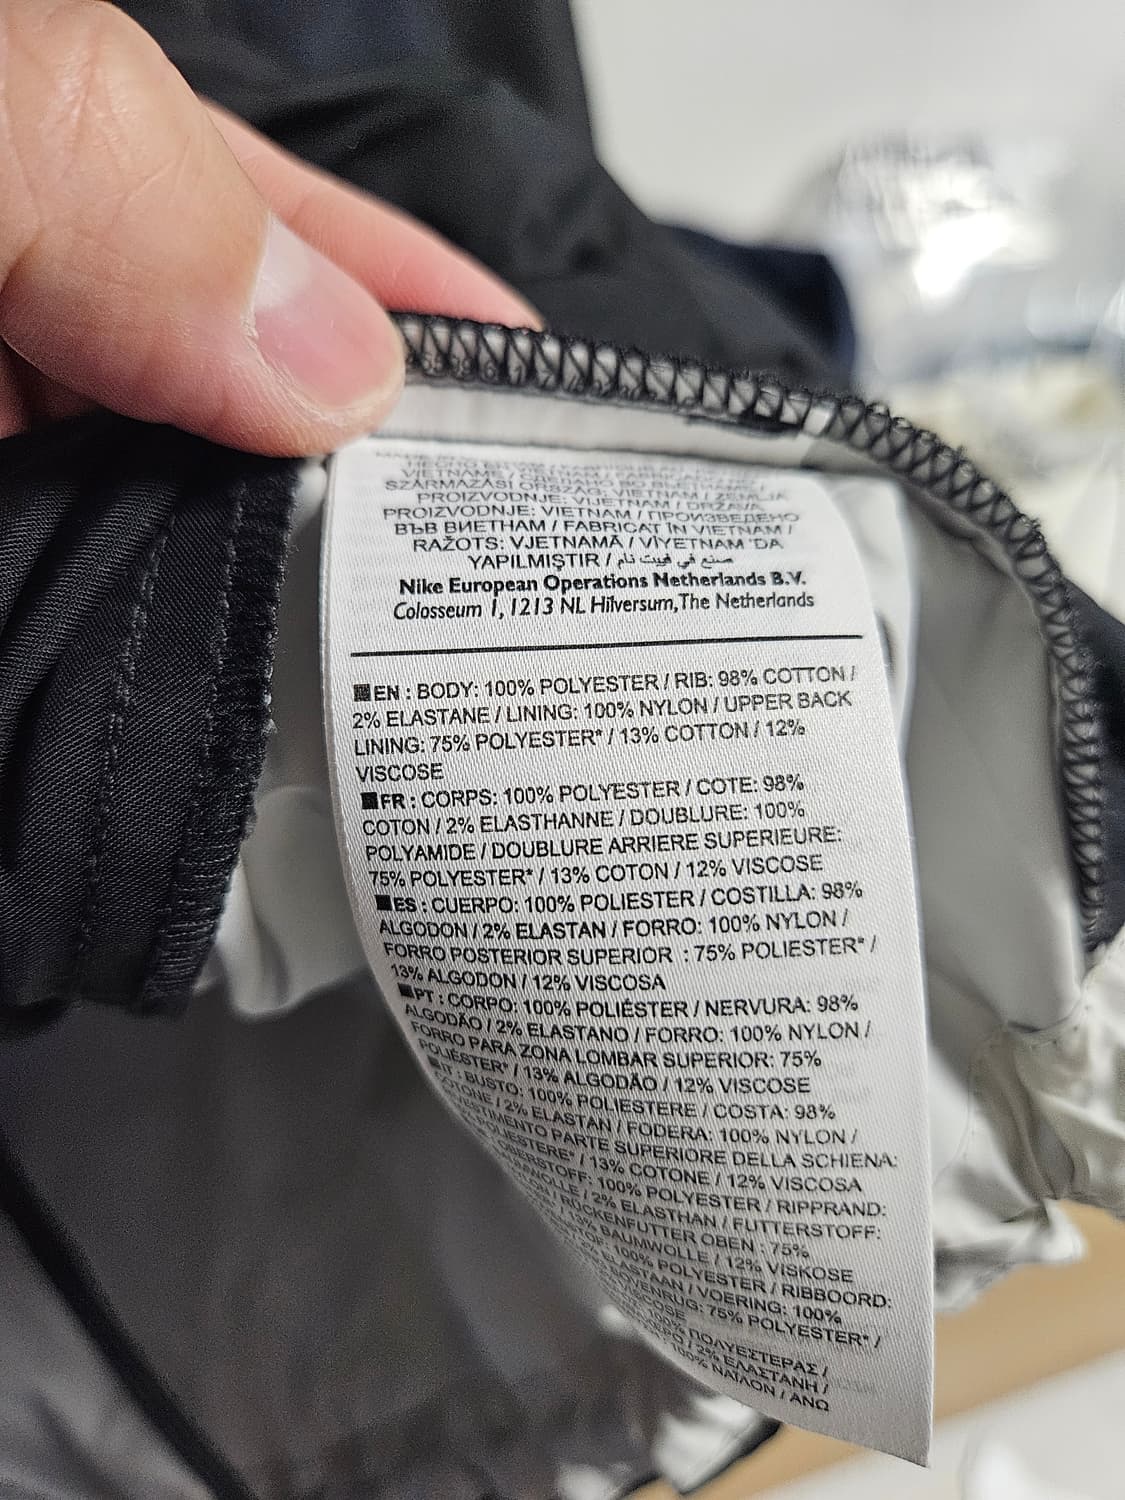 VIETNAMI
SZÁRMAZÁSI ORSZÁG: VIETNAM / ZEMLJA
PROIZVODNJE: VIJETNAM / DRŽAVA
PROIZVODNJE: VIETNAM / ПРОИЗВЕДЕНО
ВЪВ ВИЕТНАМ / FABRICAT ÎN VIETNAM /
RAŽOTS: VJETNAMĀ / VİYETNAM 'DA
YAPILMIŞTIR / صنع في فيت نام
Nike European Operations Netherlands B.V.
Colosseum 1, 1213 NL Hilversum,The Netherlands
EN : BODY: 100% POLYESTER / RIB: 98% COTTON /
2% ELASTANE / LINING: 100% NYLON / UPPER BACK
LINING: 75% POLYESTER* / 13% COTTON / 12%
VISCOSE
FR : CORPS: 100% POLYESTER / COTE: 98%
COTON / 2% ELASTHANNE / DOUBLURE: 100%
POLYAMIDE / DOUBLURE ARRIERE SUPERIEURE:
75% POLYESTER* / 13% COTON / 12% VISCOSE
ES : CUERPO: 100% POLIESTER / COSTILLA: 98%
ALGODON / 2% ELASTAN / FORRO: 100% NYLON /
FORRO POSTERIOR SUPERIOR : 75% POLIESTER* /
13% ALGODON / 12% VISCOSA
PT : CORPO: 100% POLIÉSTER / NERVURA: 98%
ALGODÃO / 2% ELASTANO / FORRO: 100% NYLON /
FORRO PARA ZONA LOMBAR SUPERIOR: 75%
POLIÉSTER* / 13% ALGODÃO / 12% VISCOSE
IT : BUSTO: 100% POLIESTERE / COSTA: 98%
COTONE / 2% ELASTAN / FODERA: 100% NYLON /
PARTE SUPERIORE DELLA SCHIENA:
POLIESTERE* / 13% COTONE / 12% VISCOSA
OBERSTOFF: 100% POLYESTER / RIPPRAND:
/ 2% ELASTHAN / FUTTERSTOFF:
RÜCKENFUTTER OBEN : 75%
13% BAUMWOLLE / 12% VISKOSE
100% POLYESTER / RIBBOORD:
ELASTAAN / VOERING: 100%
75% POLYESTER* /
VISCOSE
100% ΠΟΛΥΕΣΤΕΡΑΣ /
/ 2% ΕΛΑΣΤΑΝΗ /
100% ΝΑΙΛΟΝ / ΑΝΩ